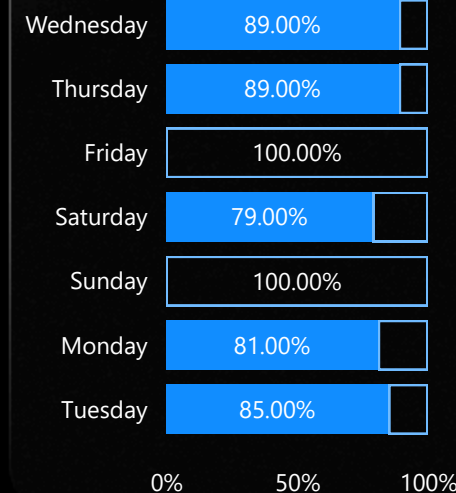 Wednesday 89.00%
Thursday 89.00%
Friday 100.00%
Saturday 79.00%
Sunday 100.00%
Monday 81.00%
Tuesday 85.00%
0% 50% 100%